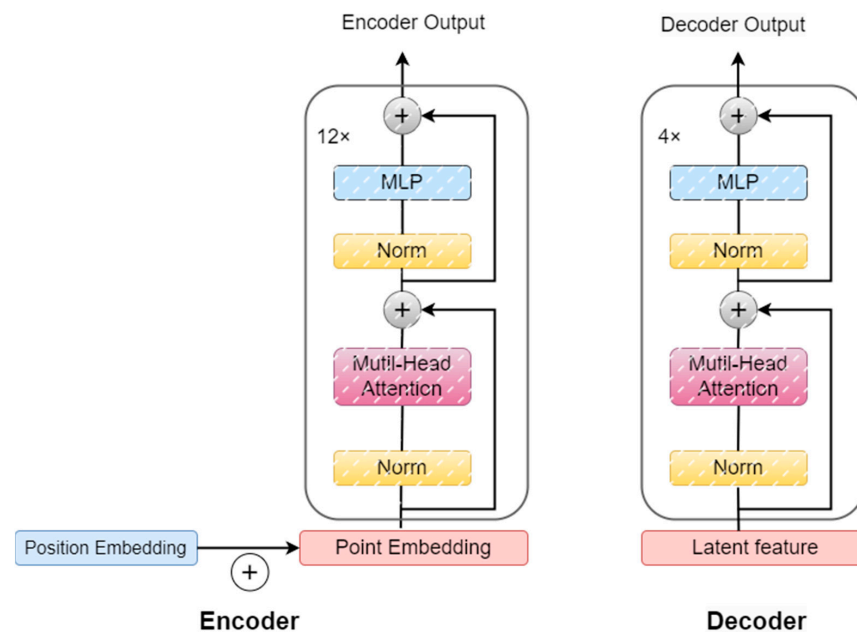 Encoder Output
12×
+
MLP
Norm
+
Mutil-Head
Attention
Norm
Position Embedding
+
Point Embedding
Encoder
Decoder Output
4×
+
MLP
Norm
+
Mutil-Head
Attention
Norm
Latent feature
Decoder